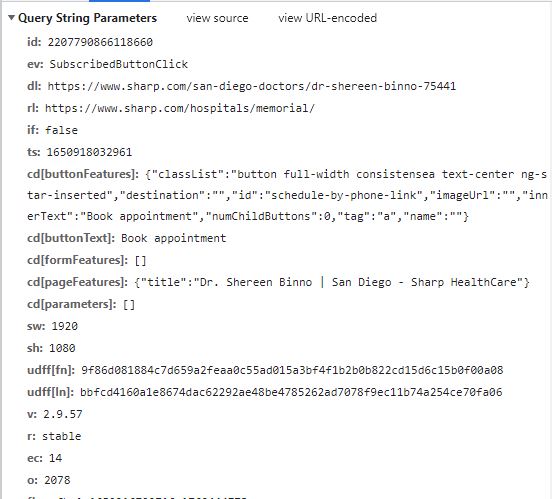 Query String Parameters view source view URL-encoded
id: 2207790866118660
ev: SubscribedButtonClick
dl: https://www.sharp.com/san-diego-doctors/dr-shereen-binno-75441
rl: https://www.sharp.com/hospitals/memorial/
if: false
ts: 1650918032961
cd[buttonFeatures]: {"classList":"button full-width consistensea text-center ng-s
tar-inserted","destination":"","id":"schedule-by-phone-link","imageUrl":"","inn
erText":"Book appointment","numChildButtons":0,"tag":"a","name":""}
cd[buttonText]: Book appointment
cd[formFeatures]: []
cd[pageFeatures]: {"title":"Dr. Shereen Binno | San Diego - Sharp HealthCare"}
cd[parameters]: []
sw: 1920
sh: 1080
udff[fn]: 9f86d081884c7d659a2feaa0c55ad015a3bf4f1b2b0b822cd15d6c15b0f00a08
udff[ln]: bbfcd4160a1e8674dac62292ae48be4785262ad7078f9ec11b74a254ce70fa06
v: 2.9.57
r: stable
ec: 14
o: 2078